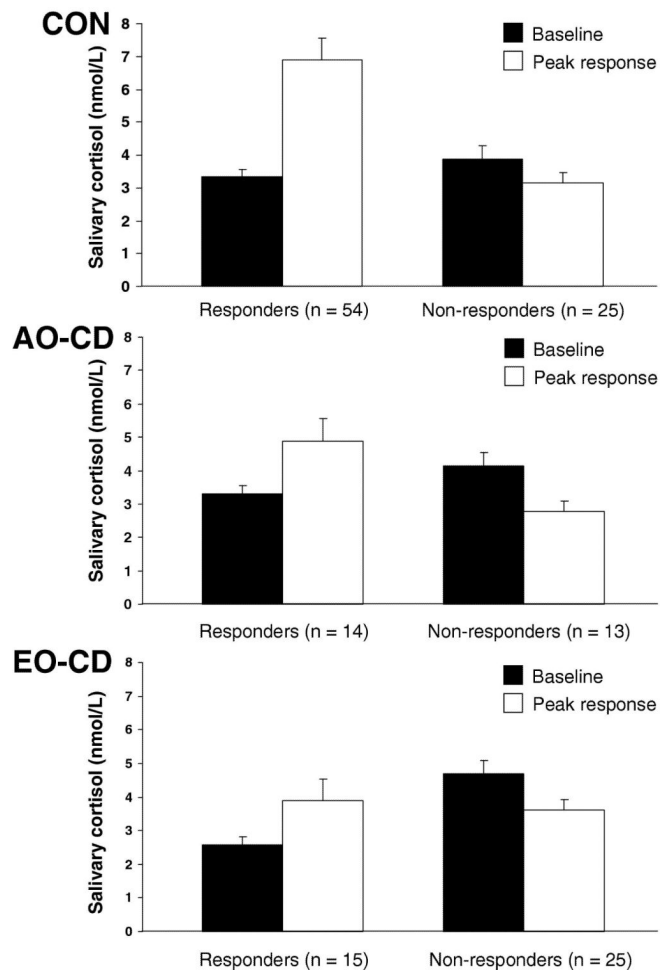 CON
Baseline
Peak response
Salivary cortisol (nmol/L)
8
7
6
5
4
3
2
1
0
Responders (n = 54)
Non-responders (n = 25)
AO-CD
Baseline
Peak response
Salivary cortisol (nmol/L)
8
7
6
5
4
3
2
1
0
Responders (n = 14)
Non-responders (n = 13)
EO-CD
Baseline
Peak response
Salivary cortisol (nmol/L)
8
7
6
5
4
3
2
1
0
Responders (n = 15)
Non-responders (n = 25)